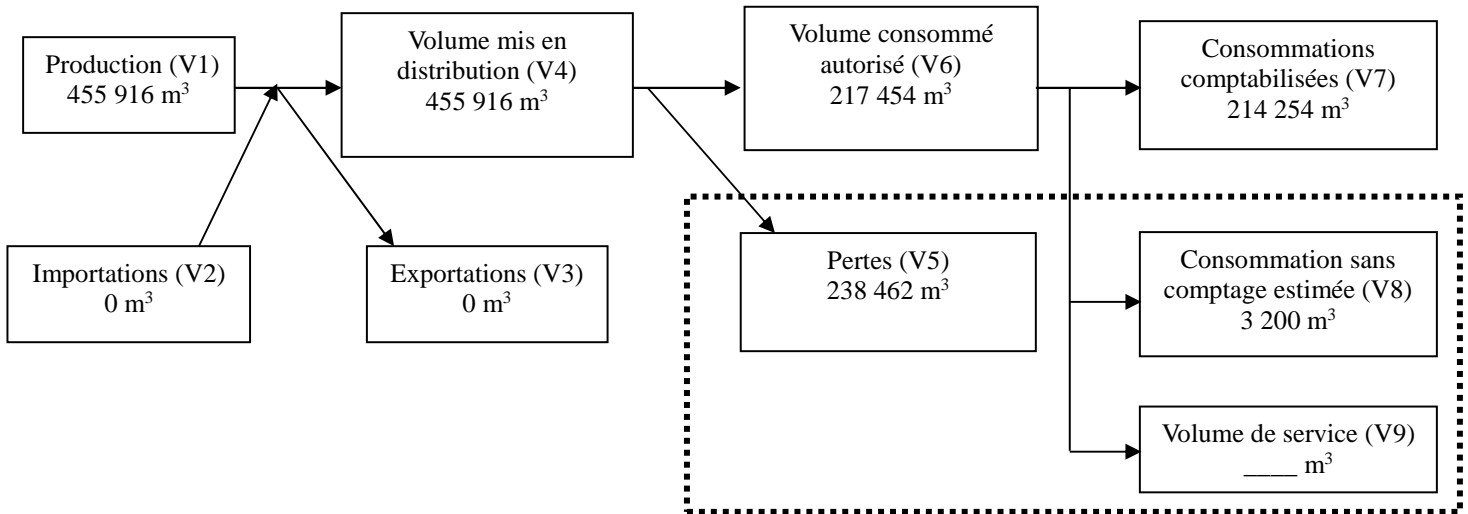 Production (V1)
455 916 m³
Volume mis en
distribution (V4)
455 916 m³
Volume consommé
autorisé (V6)
217 454 m³
Consommations
comptabilisées (V7)
214 254 m³
Importations (V2)
0 m³
Exportations (V3)
0 m³
Pertes (V5)
238 462 m³
Consommation sans
comptage estimée (V8)
3 200 m³
Volume de service (V9)
____ m³